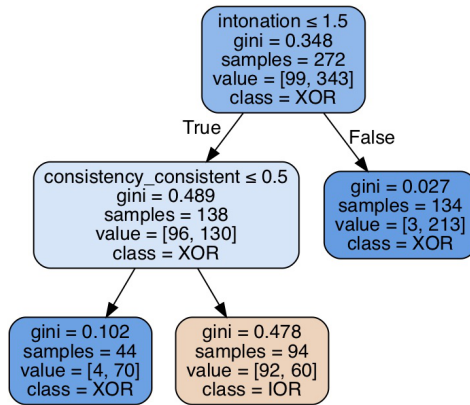 intonation ≤ 1.5
gini = 0.348
samples = 272
value = [99, 343]
class = XOR
True
False
consistency_consistent ≤ 0.5
gini = 0.489
samples = 138
value = [96, 130]
class = XOR
gini = 0.027
samples = 134
value = [3, 213]
class = XOR
gini = 0.102
samples = 44
value = [4, 70]
class = XOR
gini = 0.478
samples = 94
value = [92, 60]
class = IOR